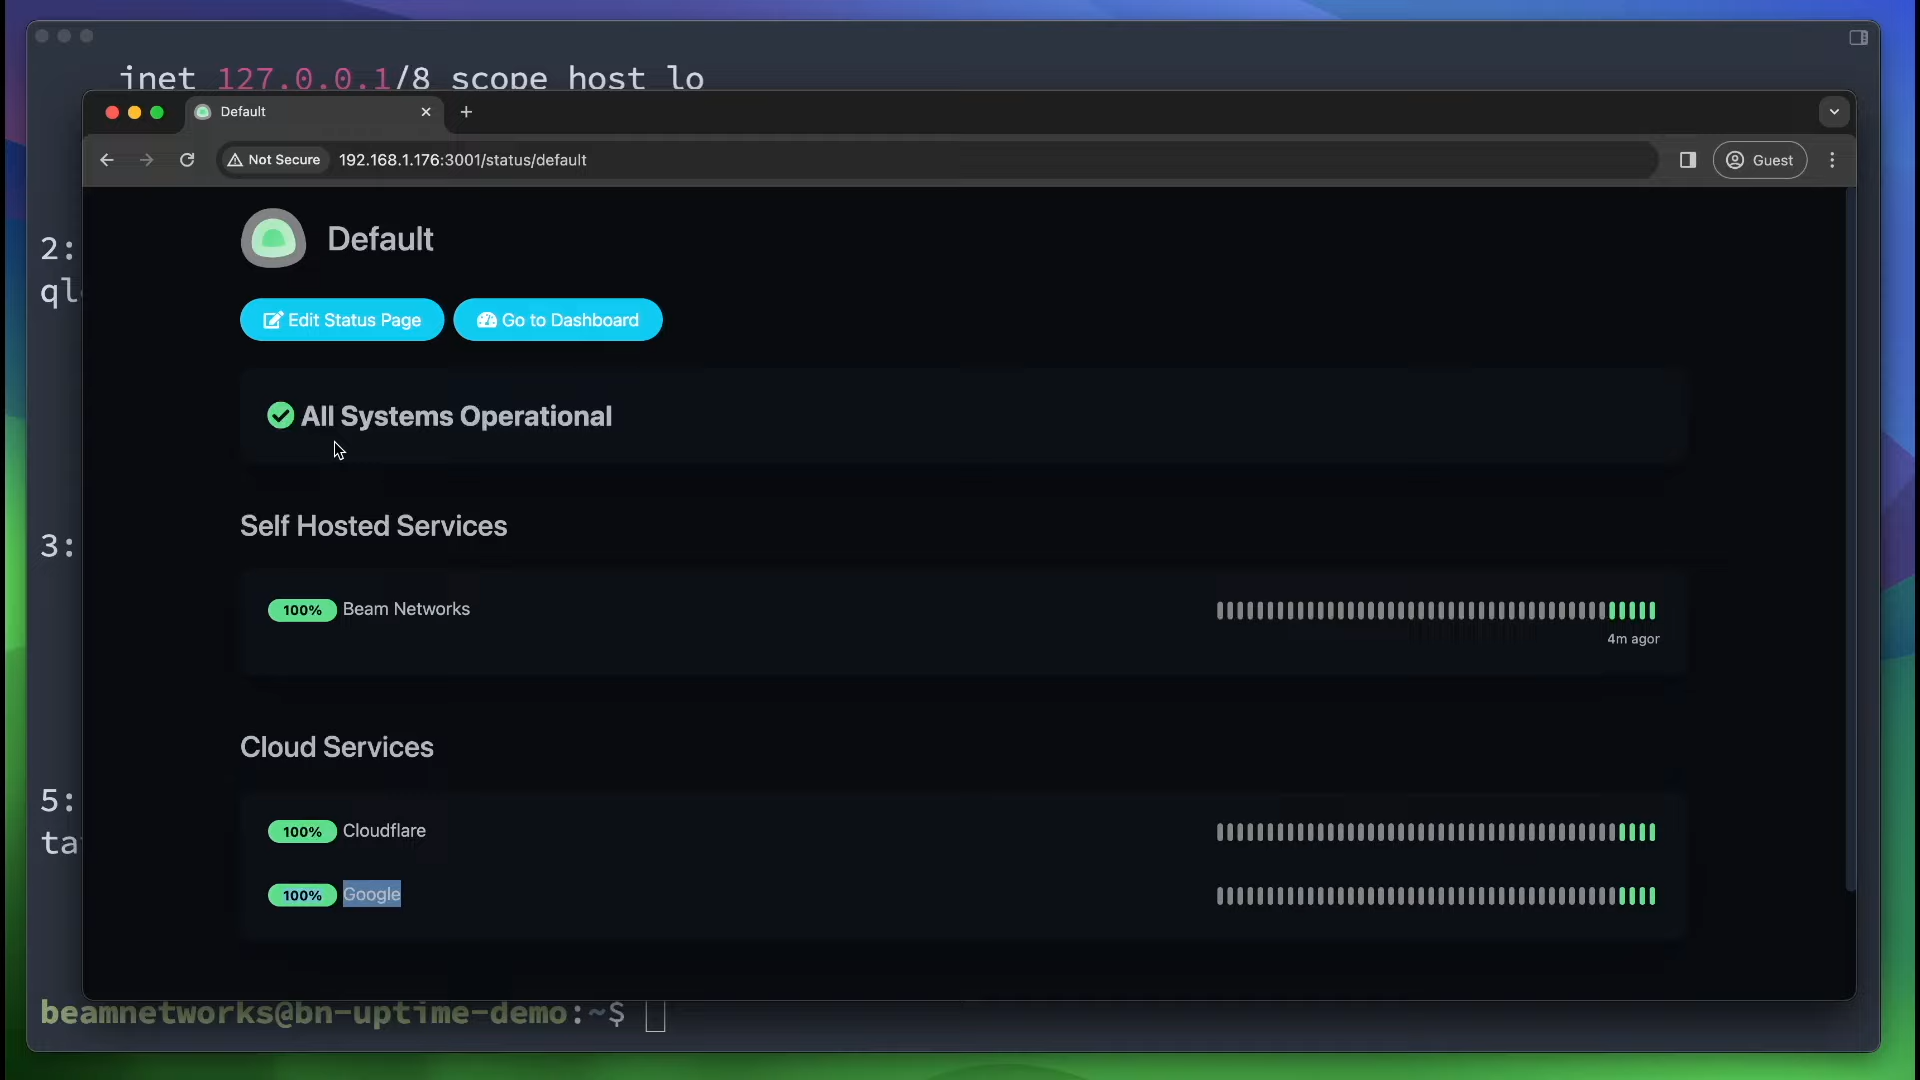 inet 127.0.0.1/8 scope host lo
Default
Not Secure 192.168.1.176:3001/status/default
Guest
2:
Default
Edit Status Page
Go to Dashboard
All Systems Operational
Self Hosted Services
3:
100% Beam Networks
4m agor
Cloud Services
5:
100% Cloudflare
100% Google
beamnetworks@bn-uptime-demo:~$